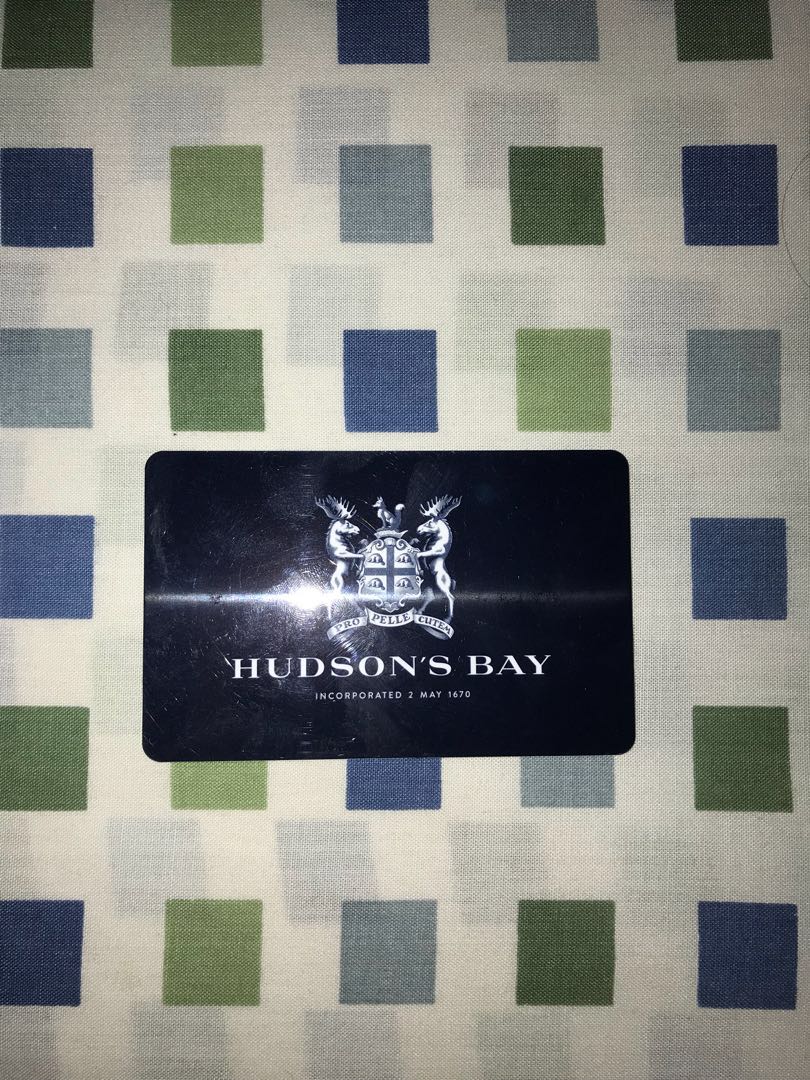 PRO PELLE CUTEM
HUDSON'S BAY
INCORPORATED 2 MAY 1670